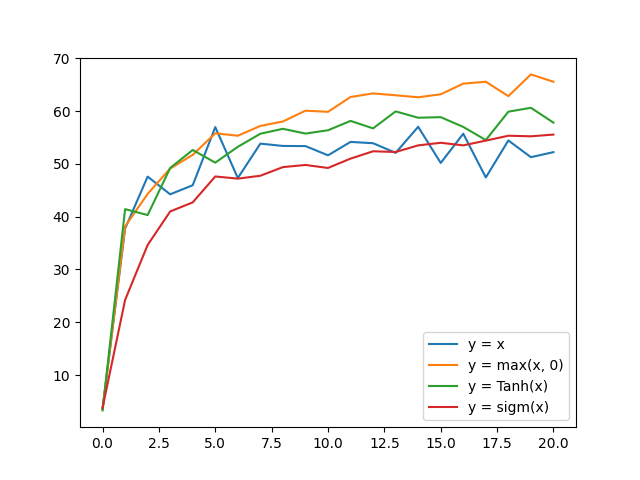 70
60
50
40
30
20
10
0.0 2.5 5.0 7.5 10.0 12.5 15.0 17.5 20.0
y = x
y = max(x, 0)
y = Tanh(x)
y = sigm(x)